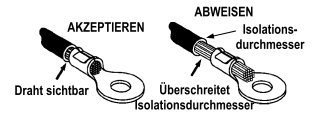 AKZEPTIEREN
Draht sichtbar
ABWEISEN
Isolations-
durchmesser
Überschreitet
Isolationsdurchmesser